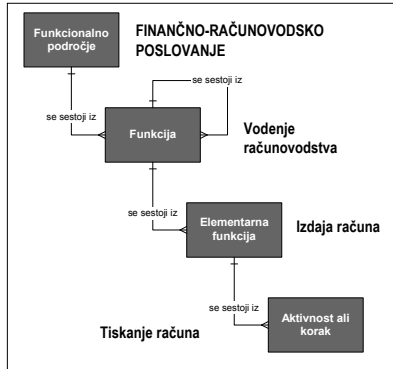 Funkcionalno
področje
FINANČNO-RAČUNOVODSKO
POSLOVANJE
se sestoji iz
se sestoji iz
Funkcija
Vodenje
računovodstva
se sestoji iz
Elementarna
funkcija
Izdaja računa
se sestoji iz
Aktivnost ali
korak
Tiskanje računa